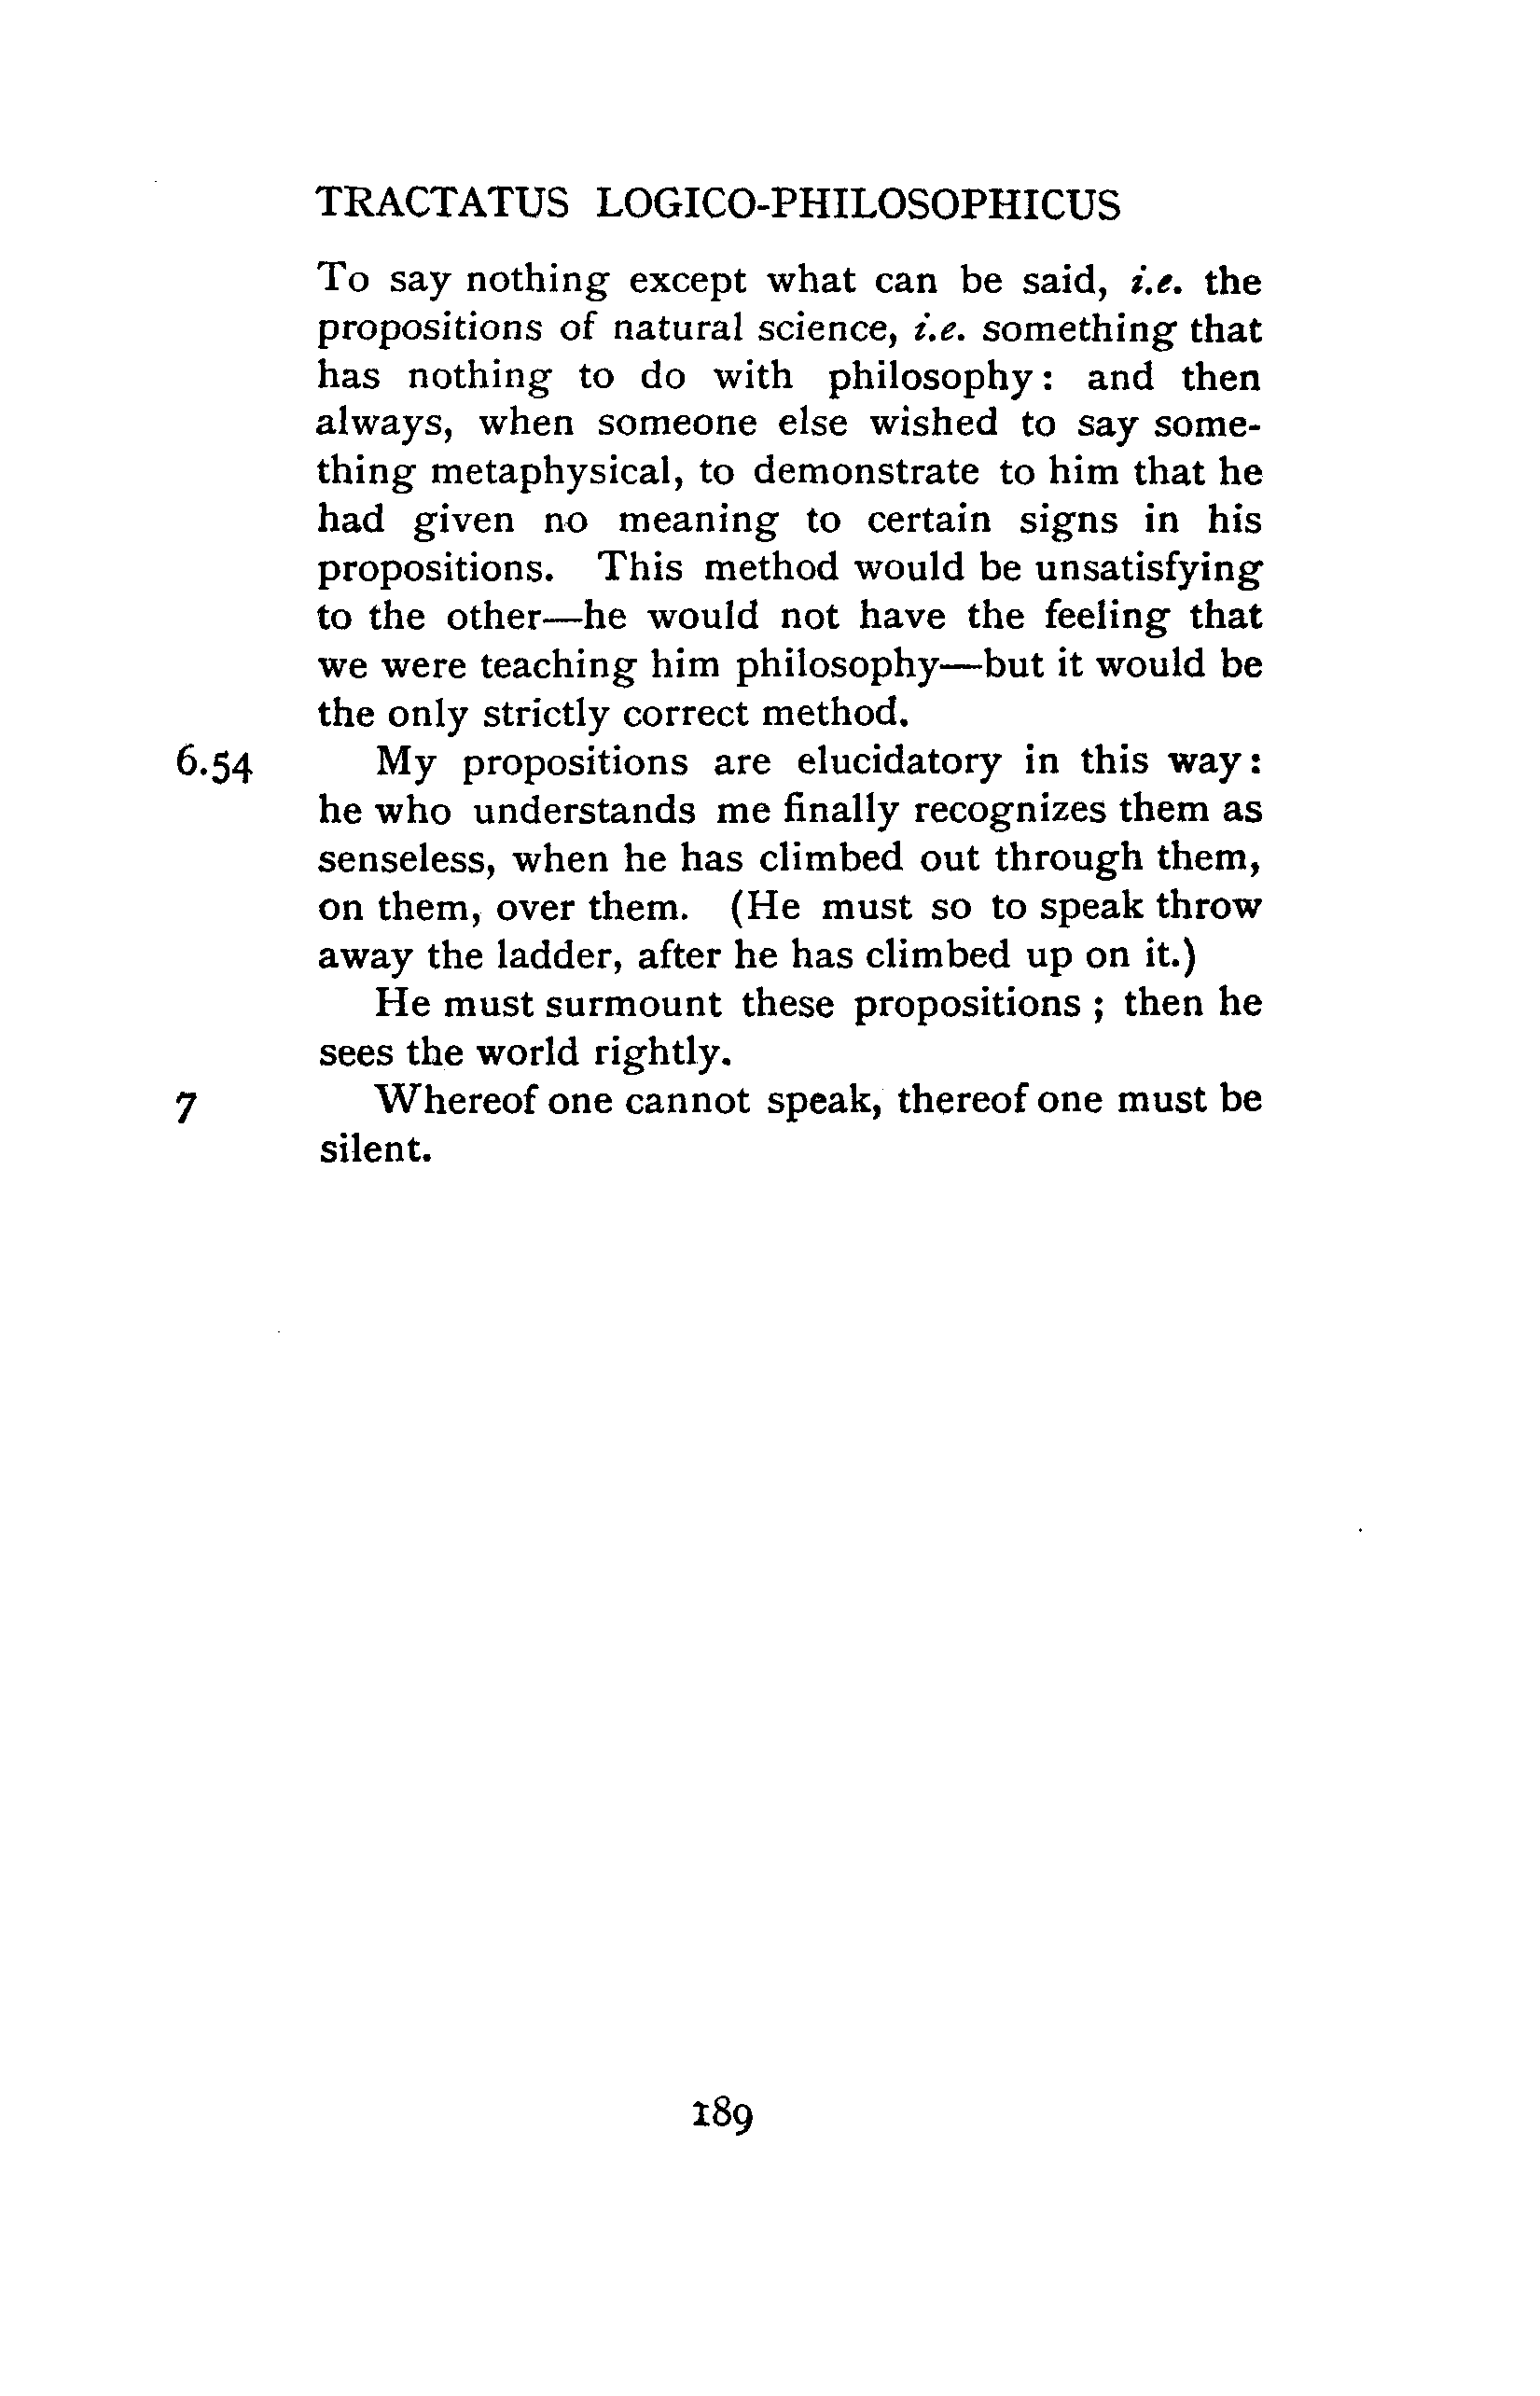 TRACTATUS LOGICO-PHILOSOPHICUS
To say nothing except what can be said, i.e. the
propositions of natural science, i.e. something that
has nothing to do with philosophy: and then
always, when someone else wished to say some-
thing metaphysical, to demonstrate to him that he
had given no meaning to certain signs in his
propositions. This method would be unsatisfying
to the other—he would not have the feeling that
we were teaching him philosophy—but it would be
the only strictly correct method.
6.54 My propositions are elucidatory in this way:
he who understands me finally recognizes them as
senseless, when he has climbed out through them,
on them, over them. (He must so to speak throw
away the ladder, after he has climbed up on it.)
He must surmount these propositions ; then he
sees the world rightly.
7 Whereof one cannot speak, thereof one must be
silent.
189